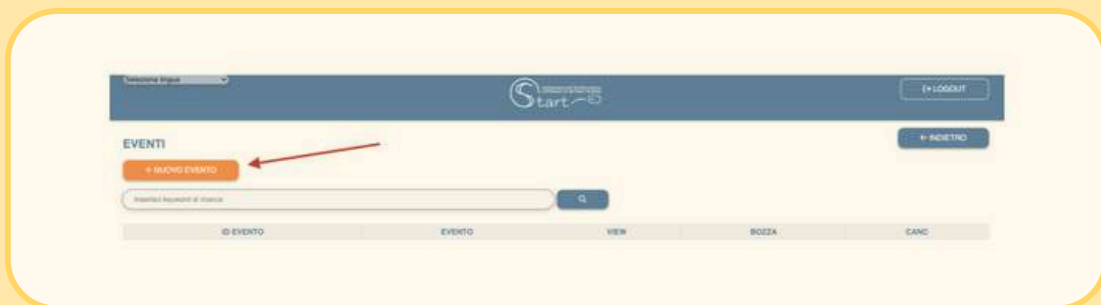 Seleziona lingua
Start
LOGOUT
EVENTI
← INDIETRO
+ NUOVO EVENTO
Inserisci keyword di ricerca
ID EVENTO EVENTO VIEW BOZZA CANC